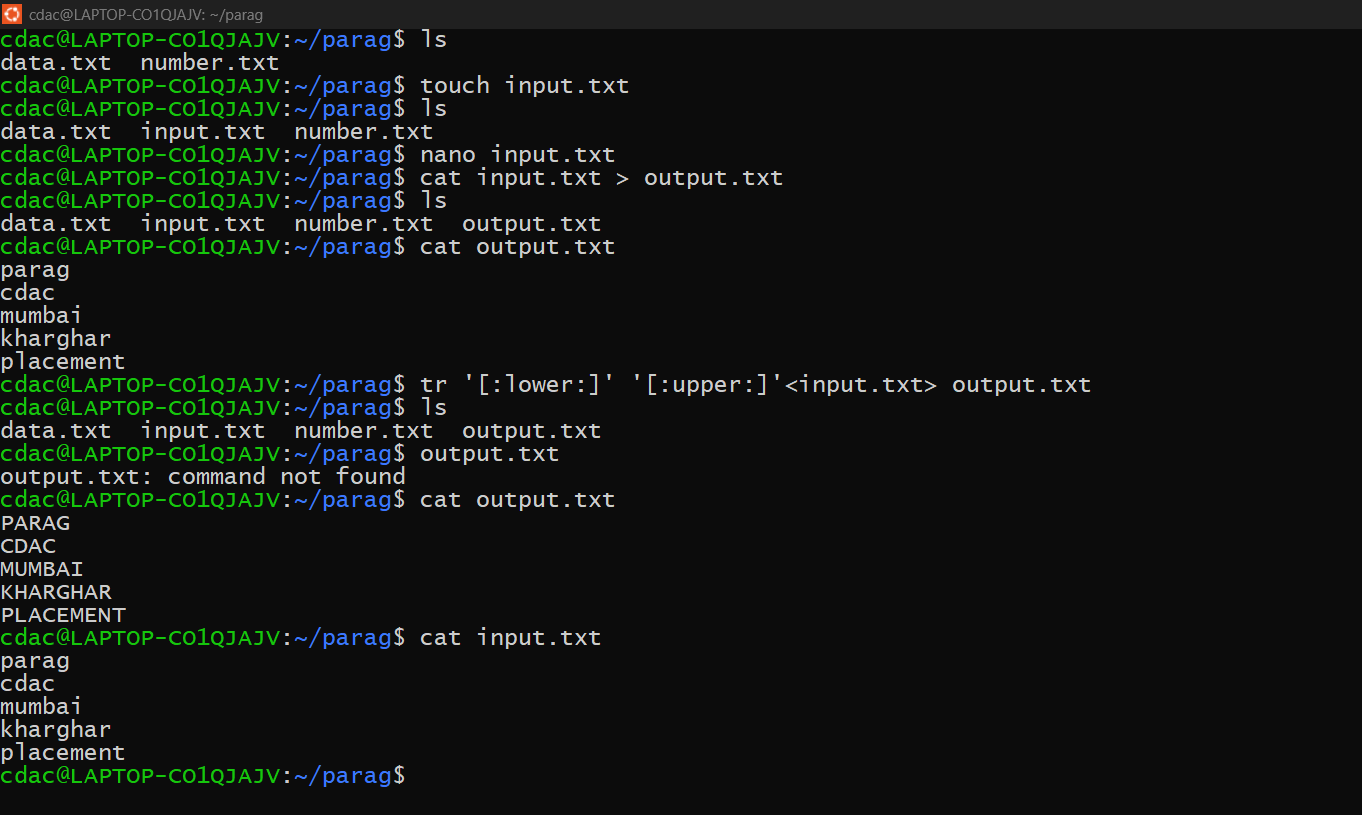 cdac@LAPTOP-CO1QJAJV: ~/parag
cdac@LAPTOP-CO1QJAJV:~/parag$ ls
data.txt  number.txt
cdac@LAPTOP-CO1QJAJV:~/parag$ touch input.txt
cdac@LAPTOP-CO1QJAJV:~/parag$ ls
data.txt  input.txt  number.txt
cdac@LAPTOP-CO1QJAJV:~/parag$ nano input.txt
cdac@LAPTOP-CO1QJAJV:~/parag$ cat input.txt > output.txt
cdac@LAPTOP-CO1QJAJV:~/parag$ ls
data.txt  input.txt  number.txt  output.txt
cdac@LAPTOP-CO1QJAJV:~/parag$ cat output.txt
parag
cdac
mumbai
kharghar
placement
cdac@LAPTOP-CO1QJAJV:~/parag$ tr '[:lower:]' '[:upper:]'<input.txt> output.txt
cdac@LAPTOP-CO1QJAJV:~/parag$ ls
data.txt  input.txt  number.txt  output.txt
cdac@LAPTOP-CO1QJAJV:~/parag$ output.txt
output.txt: command not found
cdac@LAPTOP-CO1QJAJV:~/parag$ cat output.txt
PARAG
CDAC
MUMBAI
KHARGHAR
PLACEMENT
cdac@LAPTOP-CO1QJAJV:~/parag$ cat input.txt
parag
cdac
mumbai
kharghar
placement
cdac@LAPTOP-CO1QJAJV:~/parag$